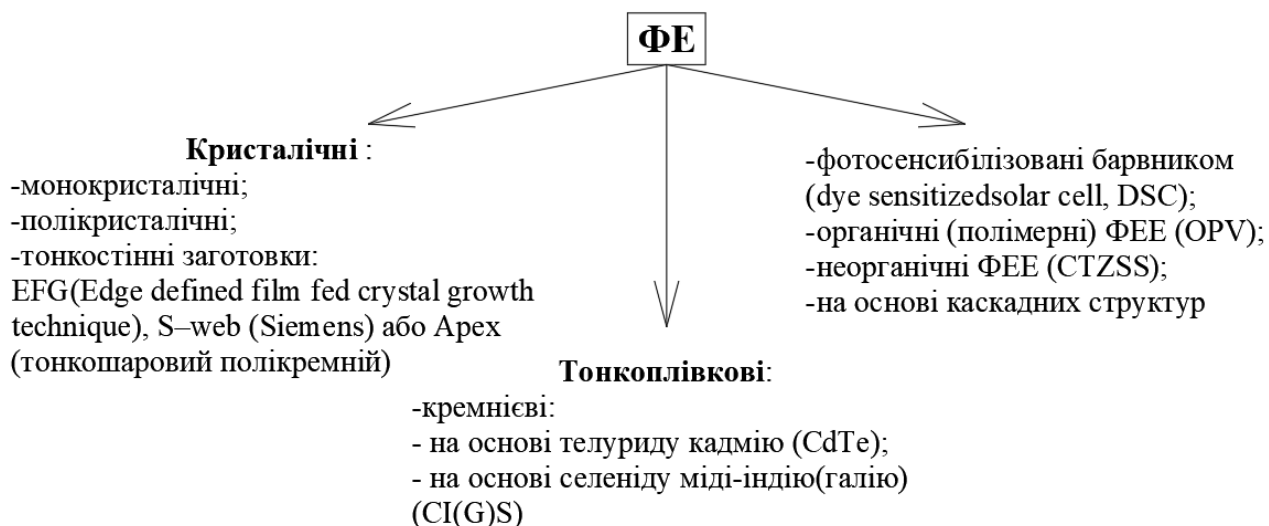 ФЕ
Кристалічні :
-монокристалічні;
-полікристалічні;
-тонкостінні заготовки:
EFG(Edge defined film fed crystal growth
technique), S–web (Siemens) або Apex
(тонкошаровий полікремній)
Тонкоплівкові:
-кремнієві:
- на основі телуриду кадмію (CdTe);
- на основі селеніду міді-індію(галію)
(CI(G)S)
-фотосенсибілізовані барвником
(dye sensitizedsolar cell, DSC);
-органічні (полімерні) ФЕЕ (OPV);
-неорганічні ФЕЕ (CTZSS);
-на основі каскадних структур